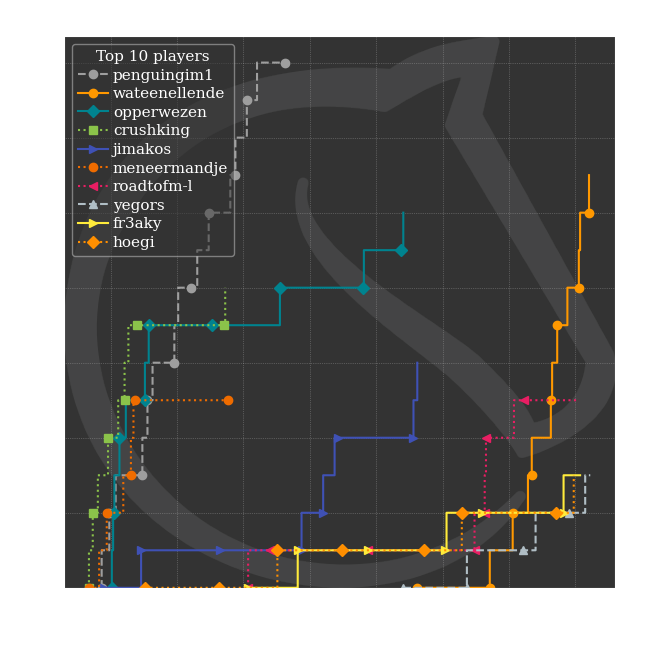 Top 10 players
penguingim1
wateenellende
opperwezen
crushking
jimakos
meneermandje
roadtofm-l
yegors
fr3aky
hoegi